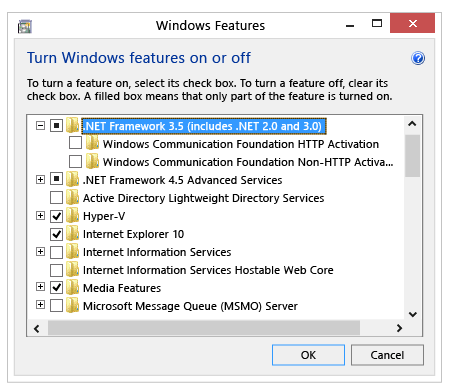 Windows Features
Turn Windows features on or off
To turn a feature on, select its check box. To turn a feature off, clear its
check box. A filled box means that only part of the feature is turned on.
.NET Framework 3.5 (includes .NET 2.0 and 3.0)
Windows Communication Foundation HTTP Activation
Windows Communication Foundation Non-HTTP Activa...
.NET Framework 4.5 Advanced Services
Active Directory Lightweight Directory Services
Hyper-V
Internet Explorer 10
Internet Information Services
Internet Information Services Hostable Web Core
Media Features
Microsoft Message Queue (MSMO) Server
OK Cancel